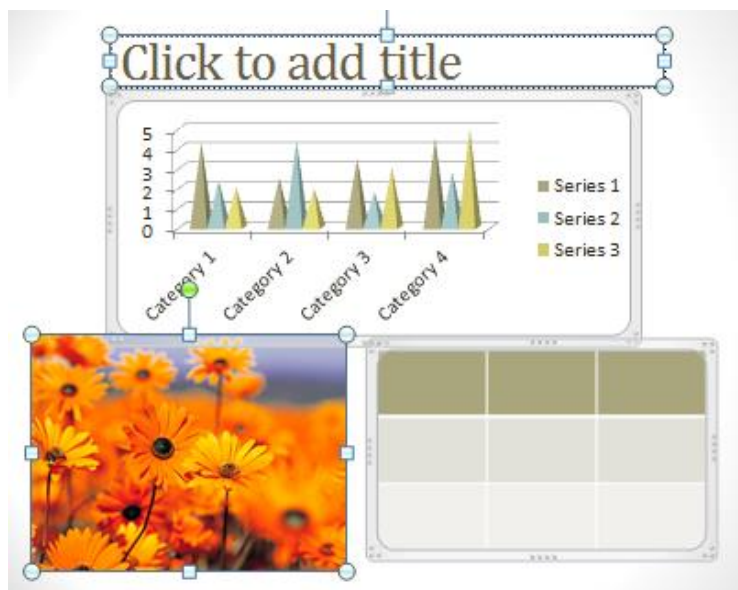 Click to add title
5
4
3
2
1
0
Category 1
Category 2
Category 3
Category 4
Series 1
Series 2
Series 3